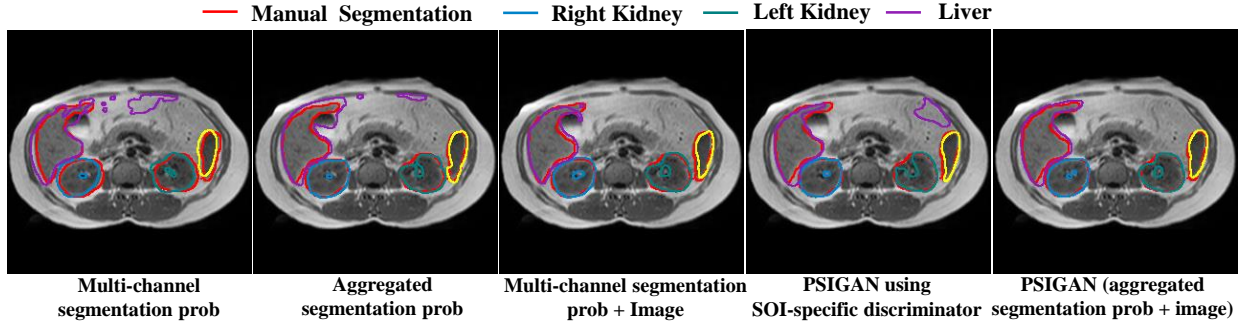 Manual Segmentation Right Kidney Left Kidney Liver
Multi-channel
segmentation prob
Aggregated
segmentation prob
Multi-channel segmentation
prob + Image
PSIGAN using
SOI-specific discriminator
PSIGAN (aggregated
segmentation prob + image)